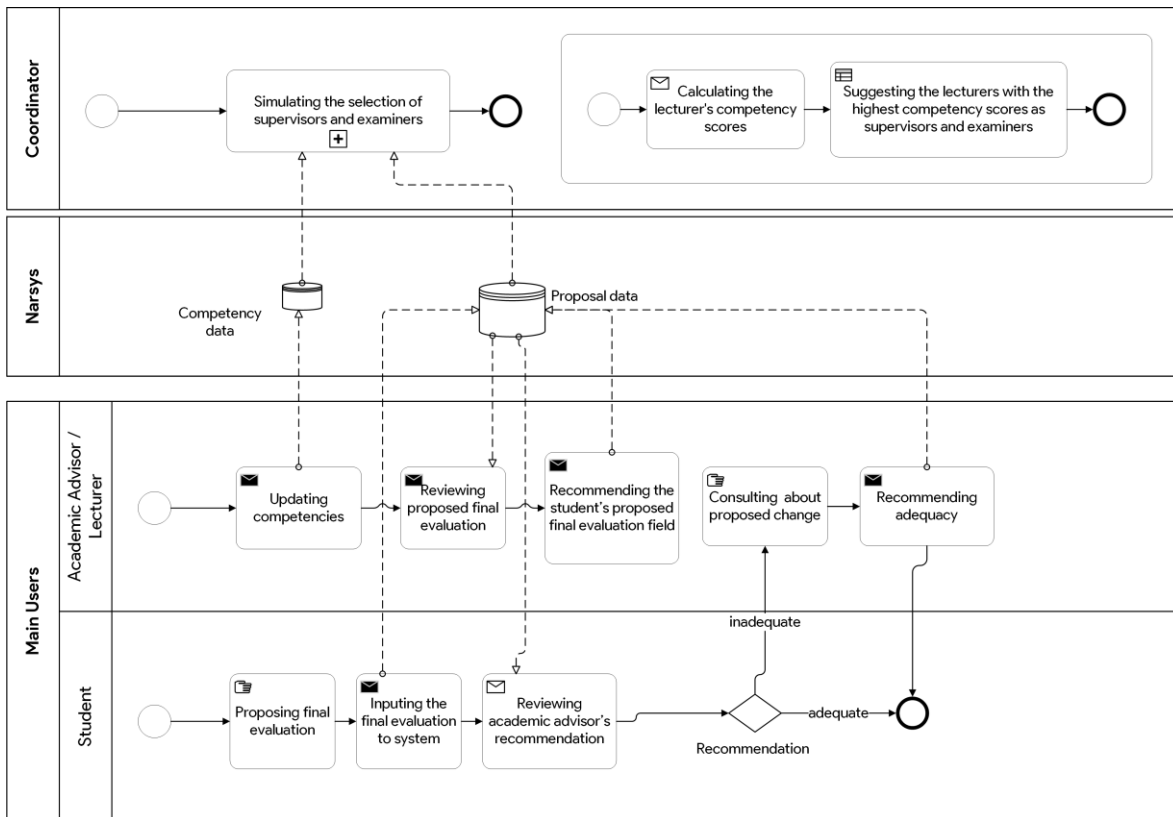 Coordinator
Simulating the selection of
supervisors and examiners
Calculating the
lecturer's competency
scores
Suggesting the lecturers with the
highest competency scores as
supervisors and examiners
Narsys
Competency
data
Proposal data
Main Users
Academic Advisor /
Lecturer
Updating
competencies
Reviewing
proposed final
evaluation
Recommending the
student's proposed
final evaluation field
Consulting about
proposed change
Recommending
adequacy
Student
inadequate
Proposing final
evaluation
Inputing the
final evaluation
to system
Reviewing
academic advisor's
recommendation
adequate
Recommendation